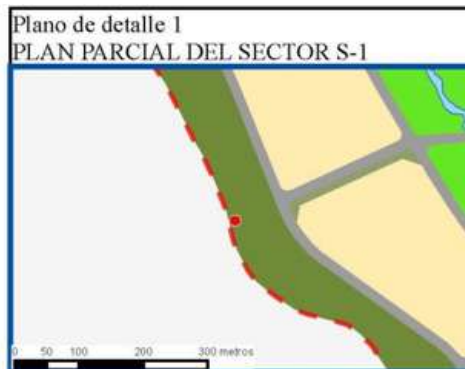 Plano de detalle 1
PLAN PARCIAL DEL SECTOR S-1
0 50 100 200 300 metros